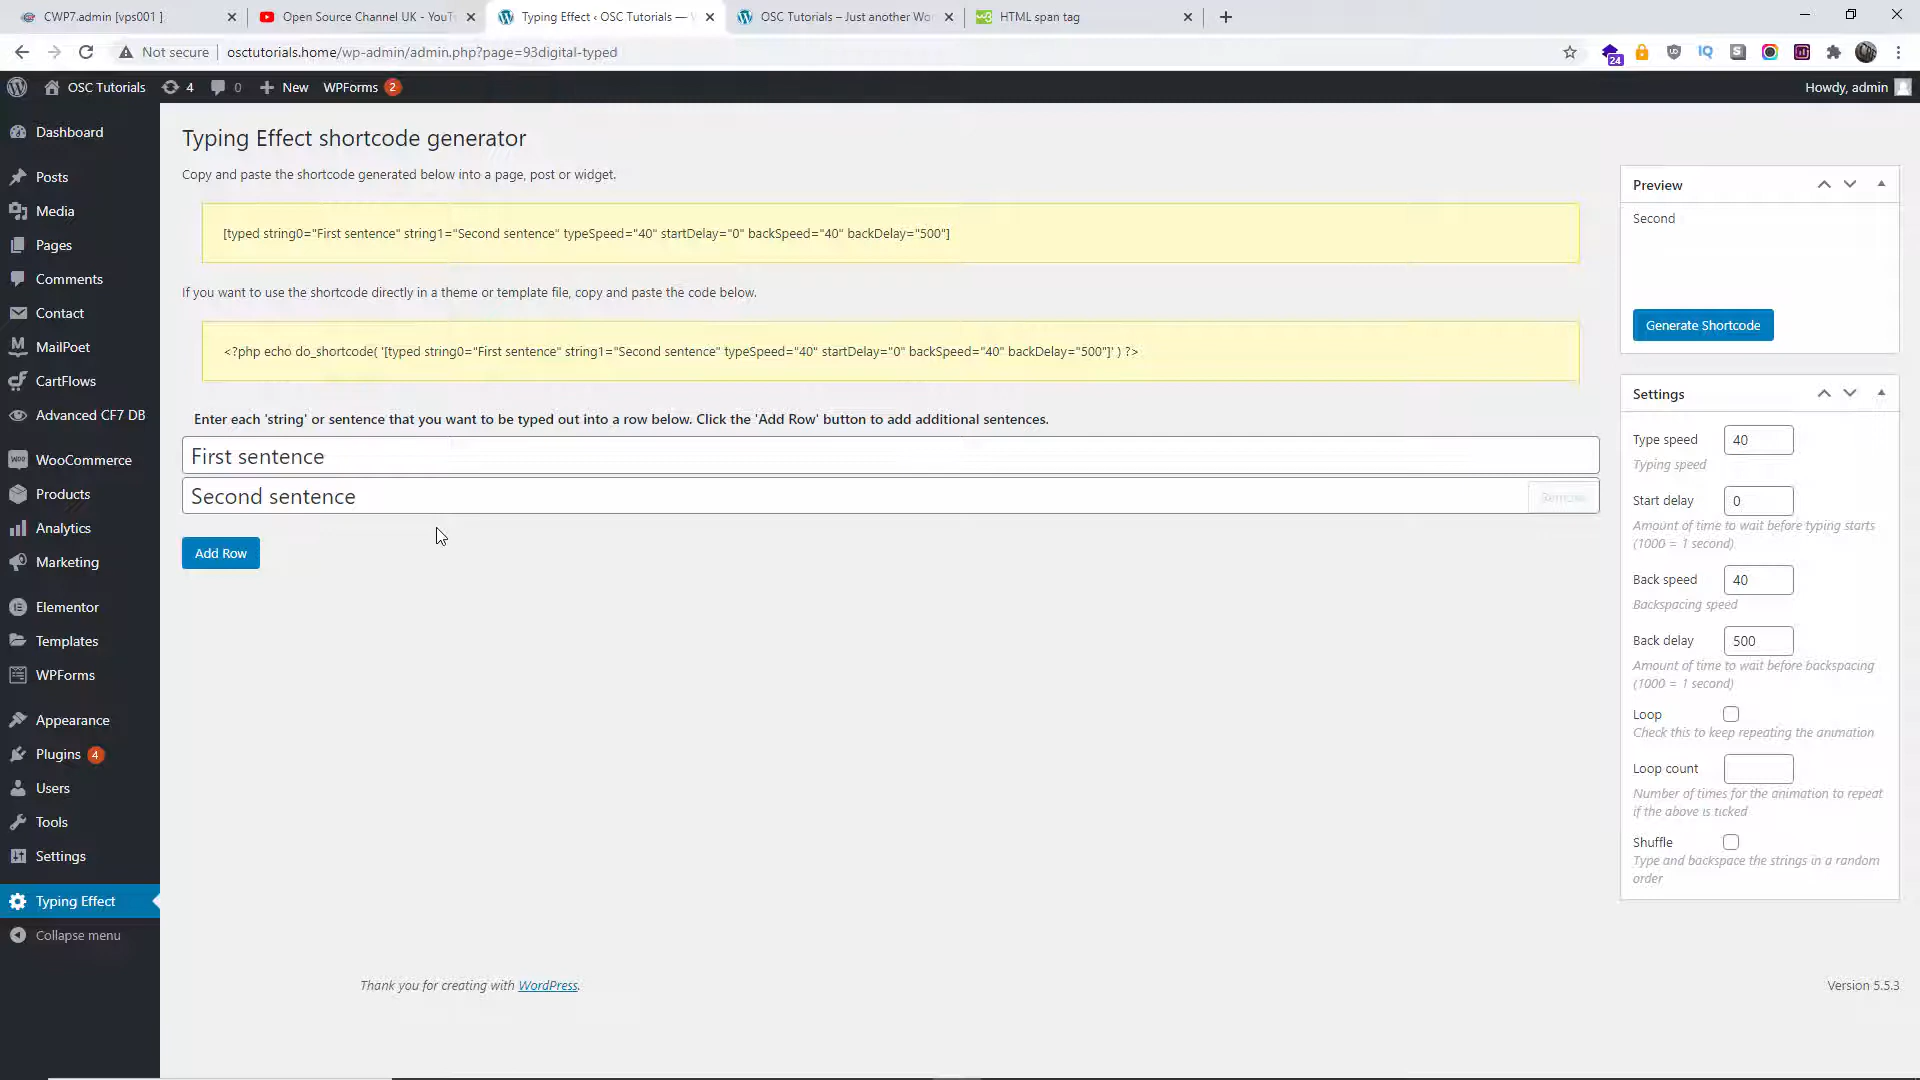 CWP7.admin [vps001 ]
Open Source Channel UK - YouT
Typing Effect ‹ OSC Tutorials —
OSC Tutorials – Just another Wo
HTML span tag
Not secure
osctutorials.home/wp-admin/admin.php?page=93digital-typed
24
OSC Tutorials
4
0
New
WPForms 2
Howdy, admin
Dashboard
Posts
Media
Pages
Comments
Contact
MailPoet
CartFlows
Advanced CF7 DB
WooCommerce
Products
Analytics
Marketing
Elementor
Templates
WPForms
Appearance
Plugins 4
Users
Tools
Settings
Typing Effect
Collapse menu
Typing Effect shortcode generator
Copy and paste the shortcode generated below into a page, post or widget.
[typed string0="First sentence" string1="Second sentence" typeSpeed="40" startDelay="0" backSpeed="40" backDelay="500"]
If you want to use the shortcode directly in a theme or template file, copy and paste the code below.
<?php echo do_shortcode( '[typed string0="First sentence" string1="Second sentence" typeSpeed="40" startDelay="0" backSpeed="40" backDelay="500"]' ) ?>
Enter each 'string' or sentence that you want to be typed out into a row below. Click the 'Add Row' button to add additional sentences.
First sentence
Second sentence
Remove
Add Row
Preview
Second
Generate Shortcode
Settings
Type speed 40
Typing speed
Start delay 0
Amount of time to wait before typing starts
(1000 = 1 second)
Back speed 40
Backspacing speed
Back delay 500
Amount of time to wait before backspacing
(1000 = 1 second)
Loop
Check this to keep repeating the animation
Loop count
Number of times for the animation to repeat
if the above is ticked
Shuffle
Type and backspace the strings in a random
order
Thank you for creating with WordPress.
Version 5.5.3